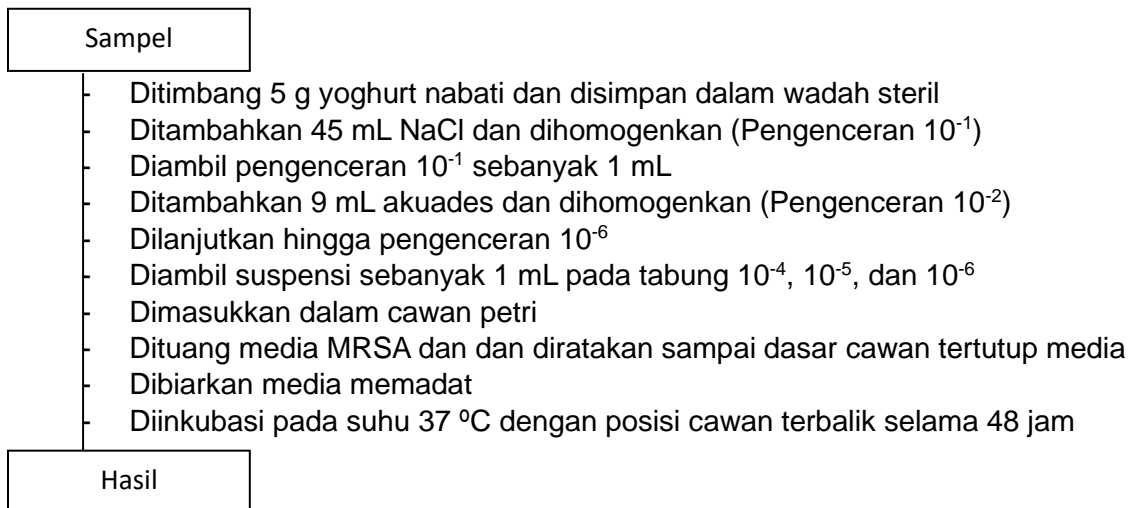 Sampel
- Ditimbang 5 g yoghurt nabati dan disimpan dalam wadah steril
- Ditambahkan 45 mL NaCl dan dihomogenkan (Pengenceran 10⁻¹)
- Diambil pengenceran 10⁻¹ sebanyak 1 mL
- Ditambahkan 9 mL akuades dan dihomogenkan (Pengenceran 10⁻²)
- Dilanjutkan hingga pengenceran 10⁻⁶
- Diambil suspensi sebanyak 1 mL pada tabung 10⁻⁴, 10⁻⁵, dan 10⁻⁶
- Dimasukkan dalam cawan petri
- Dituang media MRSA dan dan diratakan sampai dasar cawan tertutup media
- Dibiarkan media memadat
- Diinkubasi pada suhu 37 ºC dengan posisi cawan terbalik selama 48 jam
Hasil